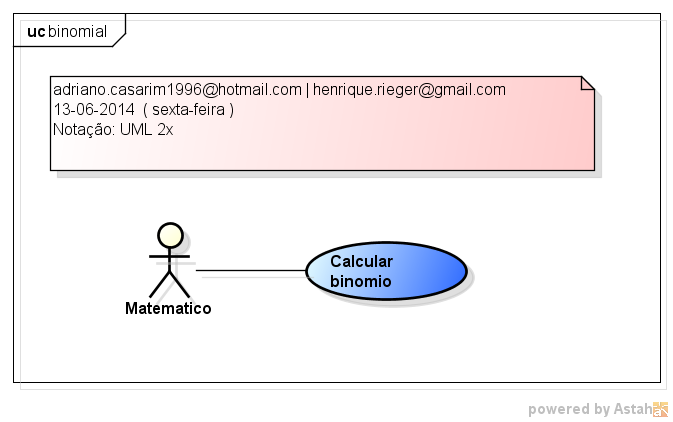 uc binomial
adriano.casarim1996@hotmail.com | henrique.rieger@gmail.com
13-06-2014 ( sexta-feira )
Notação: UML 2x
Calcular
binomio
Matematico
powered by Astah